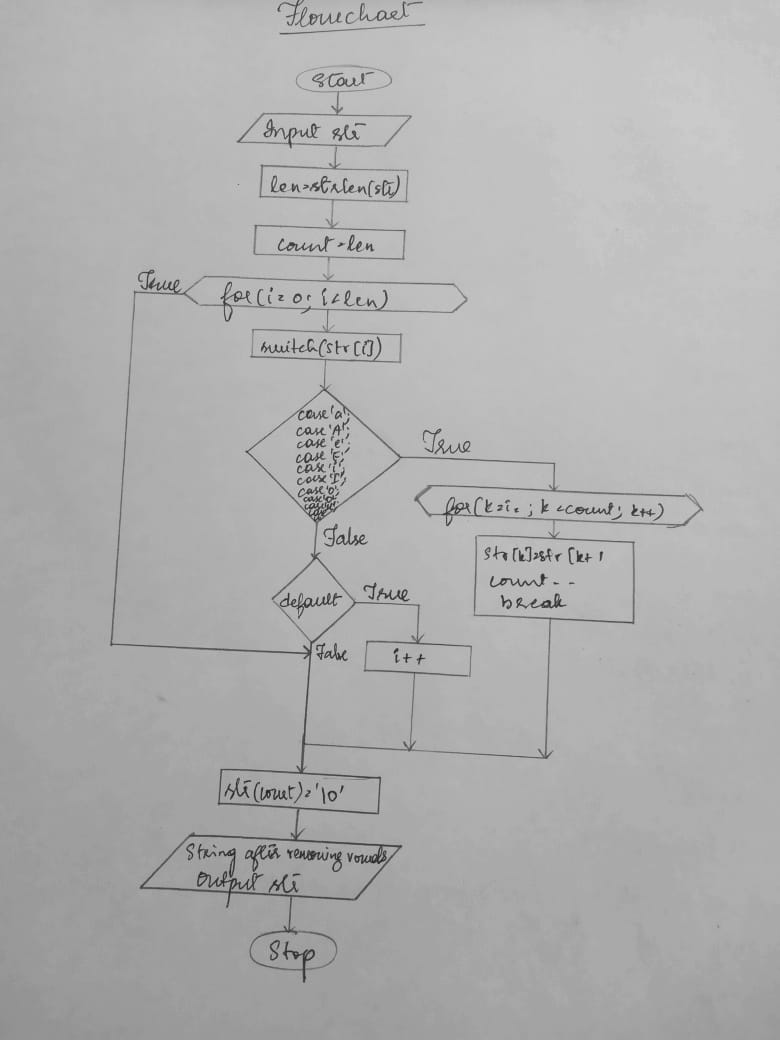 Flowchart
Start
Input str
len=strlen(str)
count=len
True
for(i=0; i<len)
switch(str[i])
case'a':
case'A':
case'e':
case'E':
case'i':
case'I':
case'o':
True
for(k=i; k<count; k++)
False
str[k]=str[k+1
count--
break
default
True
False
i++
str(count)='\0'
String after removing vowels
Output str
Stop